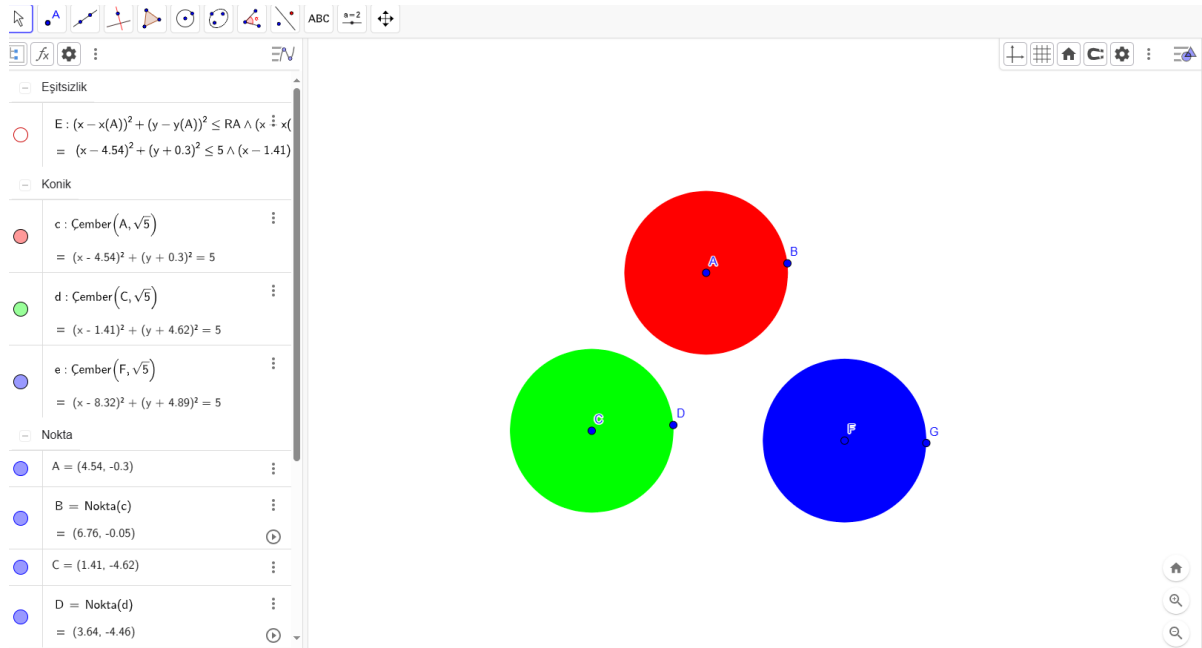 A
ABC
a=2
fx
Eşitsizlik
E : (x − x(A))² + (y − y(A))² ≤ RA ∧ (x − x(
= (x − 4.54)² + (y + 0.3)² ≤ 5 ∧ (x − 1.41)
Konik
c : Çember(A, √5)
= (x - 4.54)² + (y + 0.3)² = 5
d : Çember(C, √5)
= (x - 1.41)² + (y + 4.62)² = 5
e : Çember(F, √5)
= (x - 8.32)² + (y + 4.89)² = 5
Nokta
A = (4.54, -0.3)
B = Nokta(c)
= (6.76, -0.05)
C = (1.41, -4.62)
D = Nokta(d)
= (3.64, -4.46)
A
B
C
D
F
G